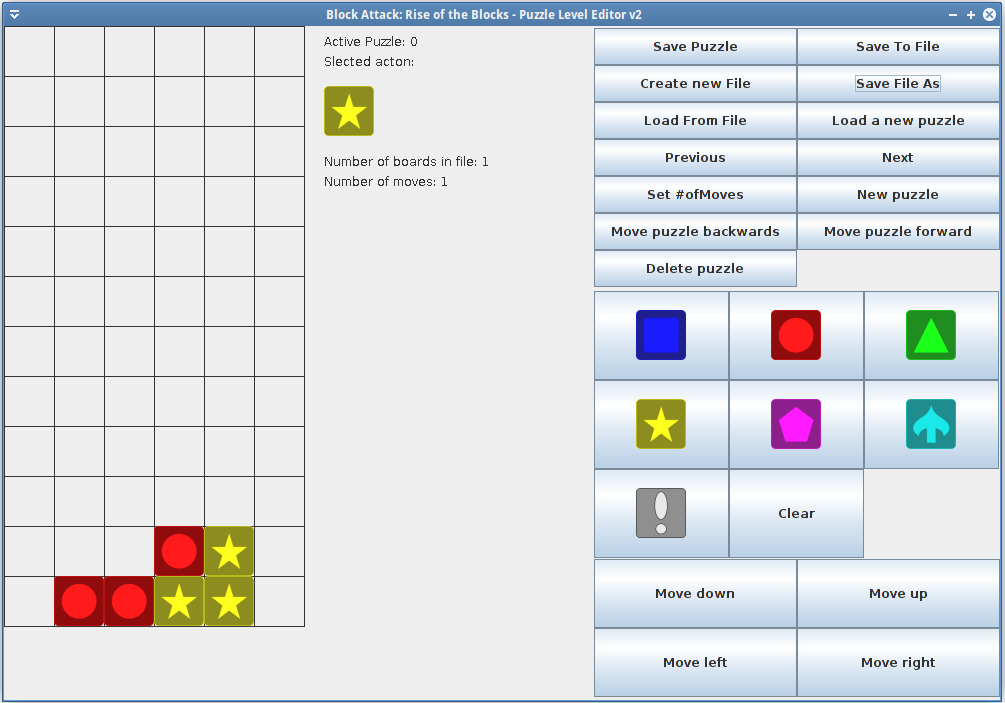 Block Attack: Rise of the Blocks - Puzzle Level Editor v2
Active Puzzle: 0
Slected acton:
Number of boards in file: 1
Number of moves: 1
Save Puzzle
Save To File
Create new File
Save File As
Load From File
Load a new puzzle
Previous
Next
Set #ofMoves
New puzzle
Move puzzle backwards
Move puzzle forward
Delete puzzle
Clear
Move down
Move up
Move left
Move right